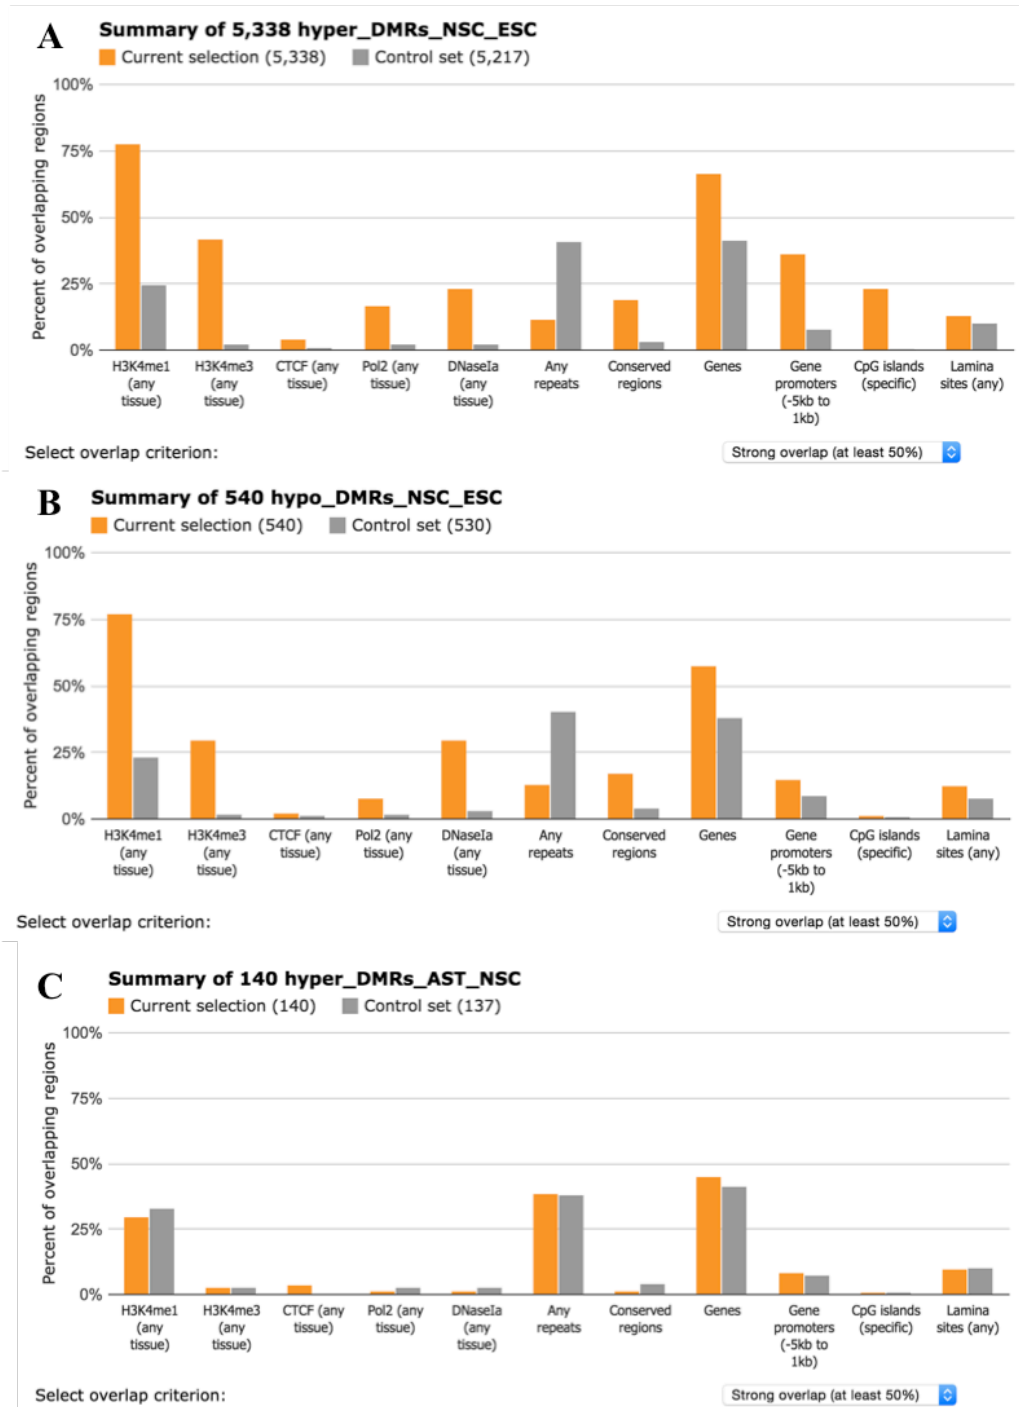 A
Summary of 5,338 hyper_DMRs_NSC_ESC
Current selection (5,338) Control set (5,217)
Percent of overlapping regions
100%
75%
50%
25%
0%
H3K4me1 (any tissue)
H3K4me3 (any tissue)
CTCF (any tissue)
Pol2 (any tissue)
DNaseIa (any tissue)
Any repeats
Conserved regions
Genes
Gene promoters (-5kb to 1kb)
CpG islands (specific)
Lamina sites (any)
Select overlap criterion: Strong overlap (at least 50%)
B
Summary of 540 hypo_DMRs_NSC_ESC
Current selection (540) Control set (530)
Percent of overlapping regions
100%
75%
50%
25%
0%
H3K4me1 (any tissue)
H3K4me3 (any tissue)
CTCF (any tissue)
Pol2 (any tissue)
DNaseIa (any tissue)
Any repeats
Conserved regions
Genes
Gene promoters (-5kb to 1kb)
CpG islands (specific)
Lamina sites (any)
Select overlap criterion: Strong overlap (at least 50%)
C
Summary of 140 hyper_DMRs_AST_NSC
Current selection (140) Control set (137)
Percent of overlapping regions
100%
75%
50%
25%
0%
H3K4me1 (any tissue)
H3K4me3 (any tissue)
CTCF (any tissue)
Pol2 (any tissue)
DNaseIa (any tissue)
Any repeats
Conserved regions
Genes
Gene promoters (-5kb to 1kb)
CpG islands (specific)
Lamina sites (any)
Select overlap criterion: Strong overlap (at least 50%)